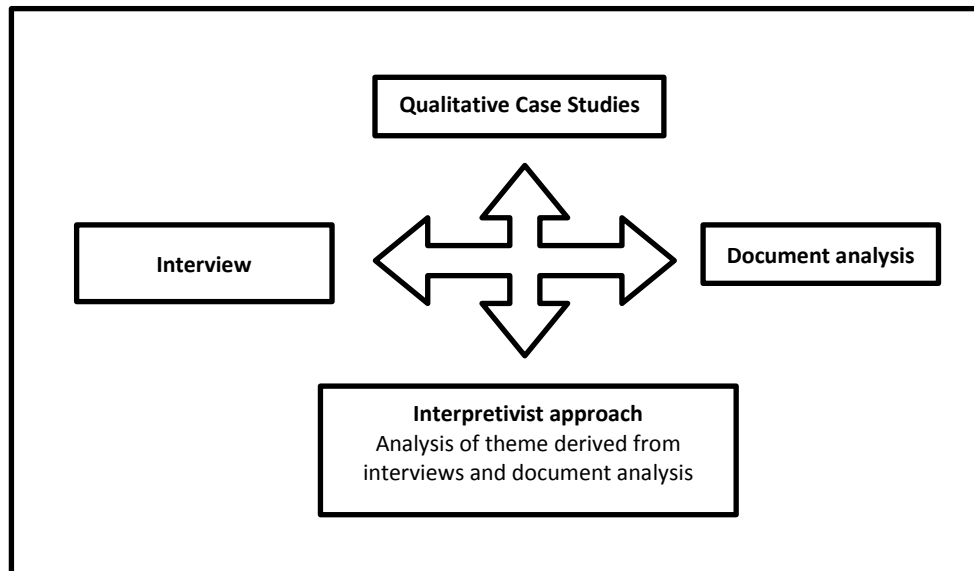 Qualitative Case Studies
Interview
Document analysis
Interpretivist approach
Analysis of theme derived from
interviews and document analysis